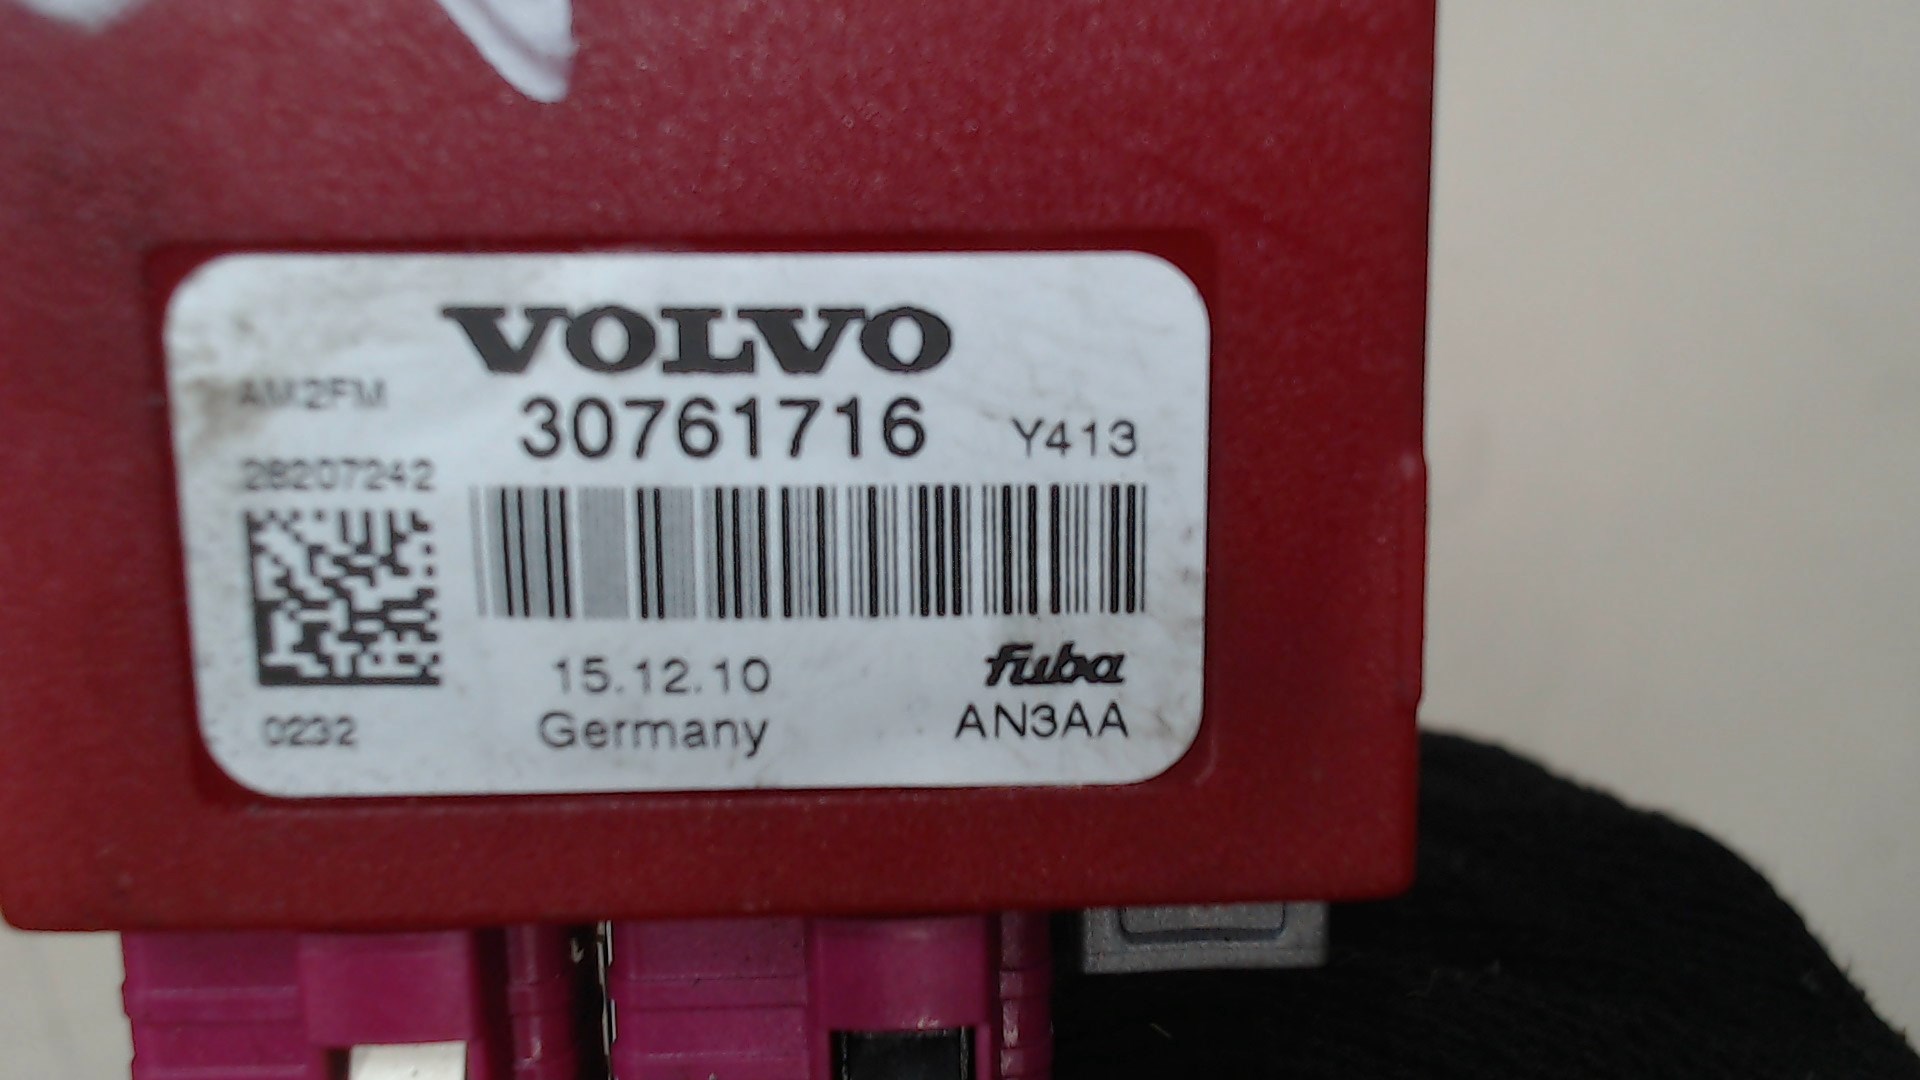 VOLVO
AM2FM
30761716 Y413
28207242
15.12.10 fuba
0232 Germany AN3AA